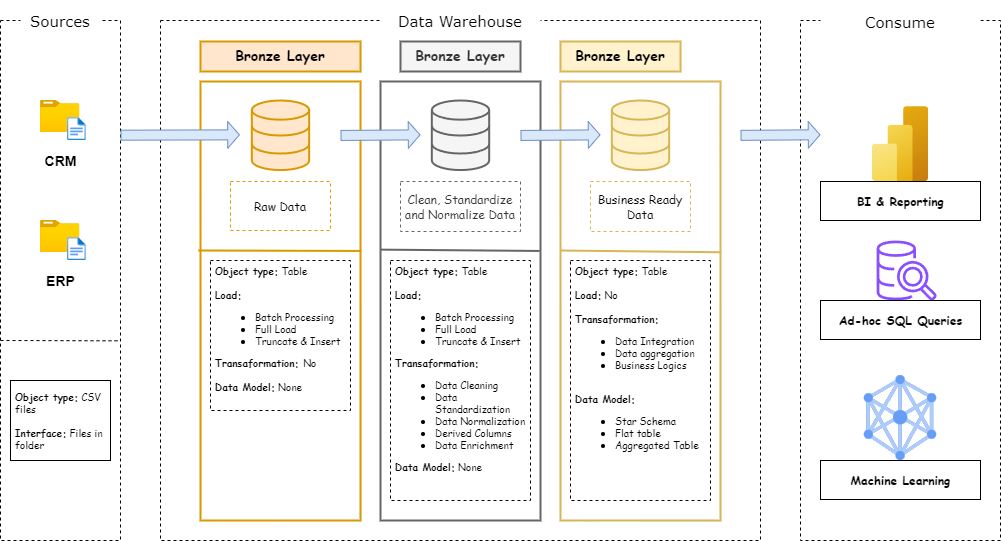 Sources
Data Warehouse
Consume
Bronze Layer
Bronze Layer
Bronze Layer
CRM
ERP
Object type: CSV
files
Interface: Files in
folder
Raw Data
Object type: Table
Load:
Batch Processing
Full Load
Truncate & Insert
Transaformation: No
Data Model: None
Clean, Standardize
and Normalize Data
Object type: Table
Load:
Batch Processing
Full Load
Truncate & Insert
Transaformation:
Data Cleaning
Data
Standardization
Data Normalization
Derived Columns
Data Enrichment
Data Model: None
Business Ready
Data
Object type: Table
Load: No
Transaformation:
Data Integration
Data aggregation
Business Logics
Data Model:
Star Schema
Flat table
Aggregated Table
BI & Reporting
Ad-hoc SQL Queries
Machine Learning